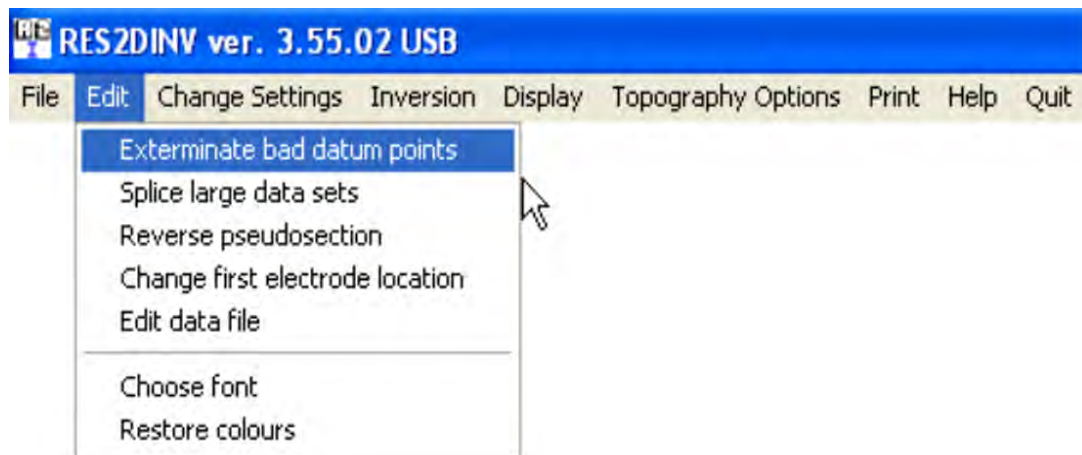 RES2DINV ver. 3.55.02 USB
File Edit Change Settings Inversion Display Topography Options Print Help Quit
Exterminate bad datum points
Splice large data sets
Reverse pseudosection
Change first electrode location
Edit data file
Choose font
Restore colours